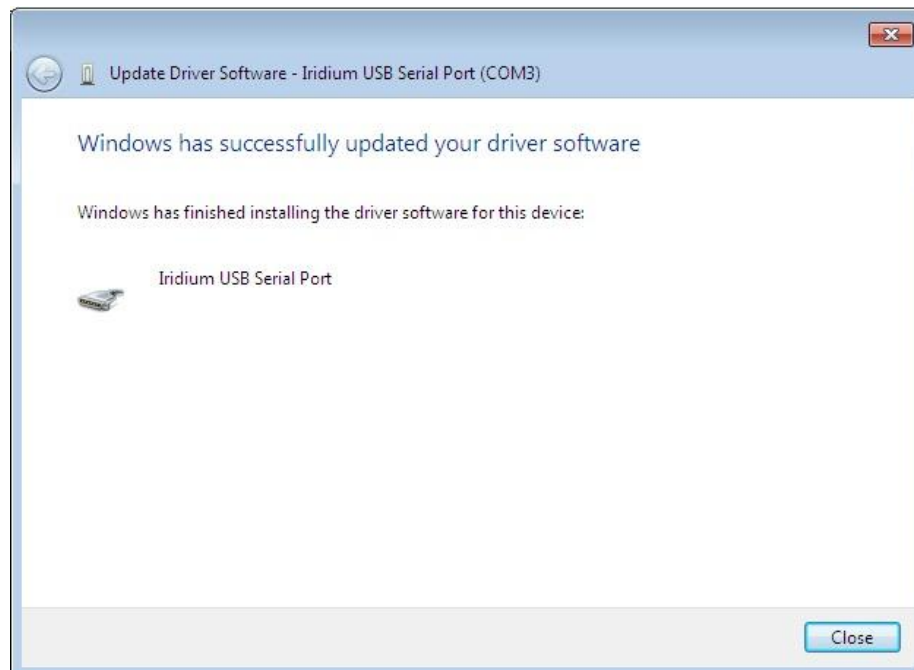 Update Driver Software - Iridium USB Serial Port (COM3)
Windows has successfully updated your driver software
Windows has finished installing the driver software for this device:
Iridium USB Serial Port
Close